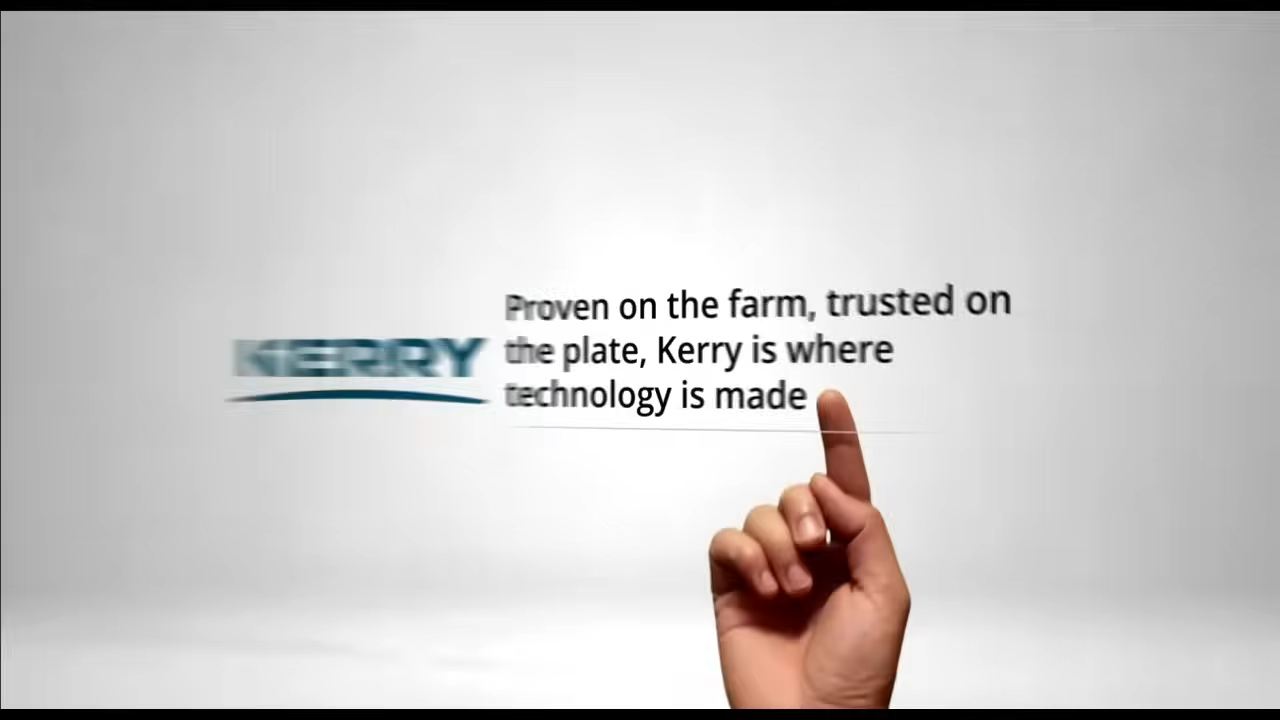 KERRY
Proven on the farm, trusted on
the plate, Kerry is where
technology is made